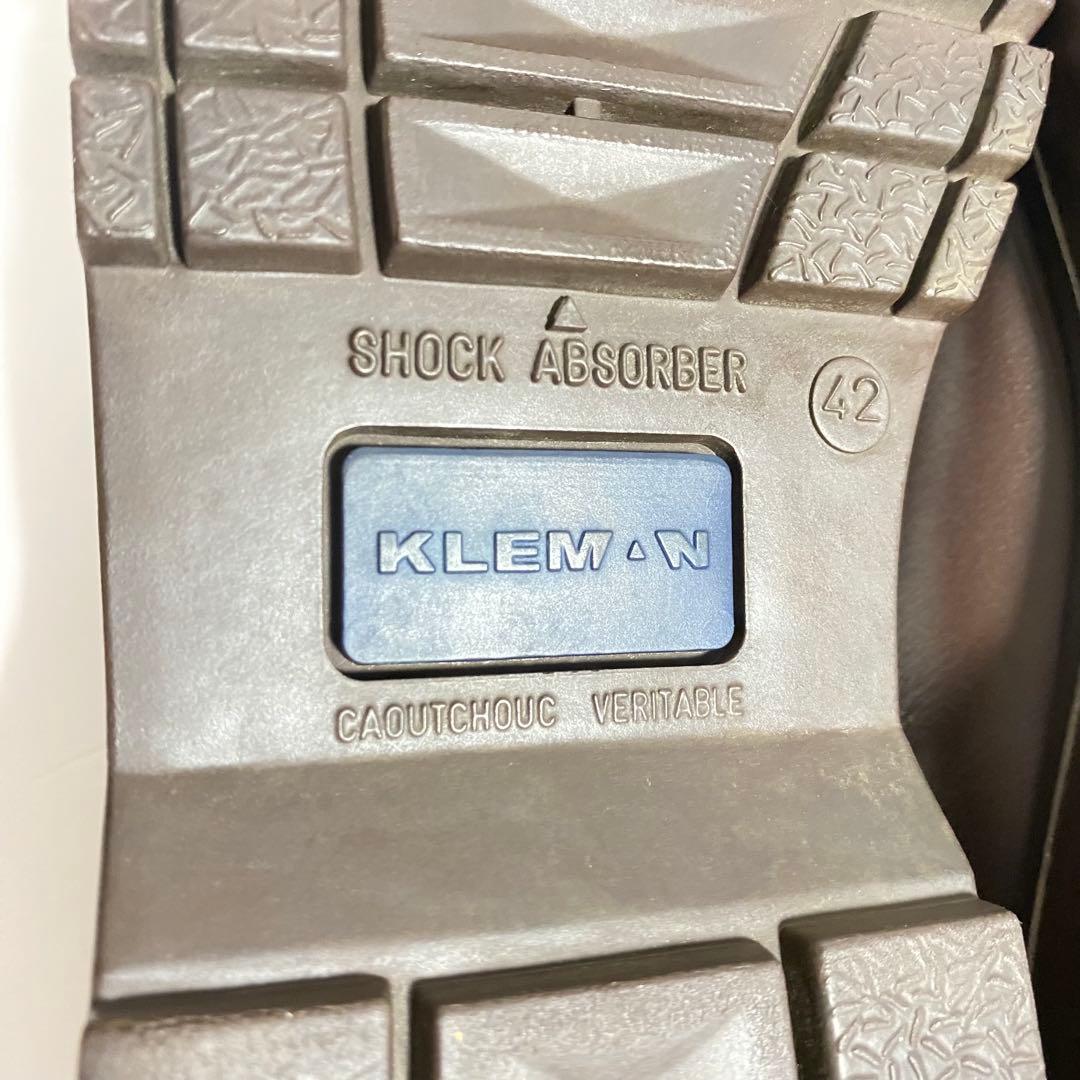 SHOCK ABSORBER
42
KLEMAN
CAOUTCHOUC VERITABLE